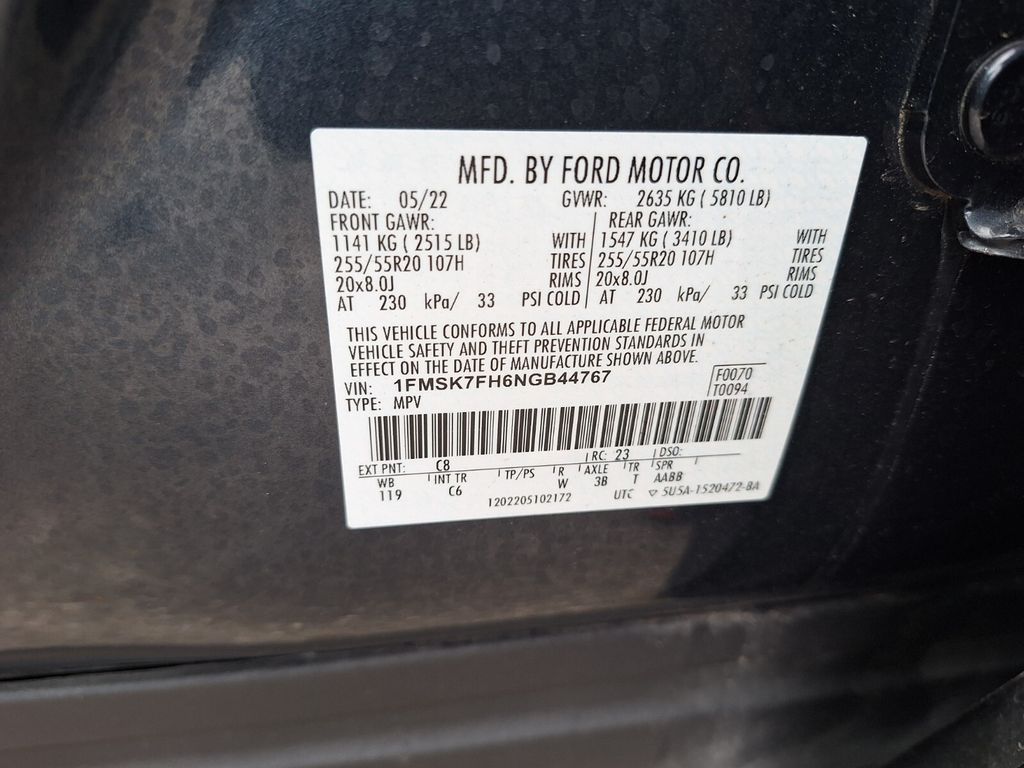 MFD. BY FORD MOTOR CO.
DATE: 05/22 GVWR: 2635 KG ( 5810 LB)
FRONT GAWR: REAR GAWR:
1141 KG ( 2515 LB) WITH 1547 KG ( 3410 LB) WITH
255/55R20 107H TIRES 255/55R20 107H TIRES
20x8.0J RIMS 20x8.0J RIMS
AT 230 kPa/ 33 PSI COLD AT 230 kPa/ 33 PSI COLD
THIS VEHICLE CONFORMS TO ALL APPLICABLE FEDERAL MOTOR
VEHICLE SAFETY AND THEFT PREVENTION STANDARDS IN
EFFECT ON THE DATE OF MANUFACTURE SHOWN ABOVE.
VIN: 1FMSK7FH6NGB44767 F0070
TYPE: MPV T0094
EXT PNT: C8 RC: 23 DSO:
WB INT TR TP/PS R AXLE TR SPR
119 C6 W 3B T AABB
1202205102172 UTC ▽ 5U5A-1520472-BA